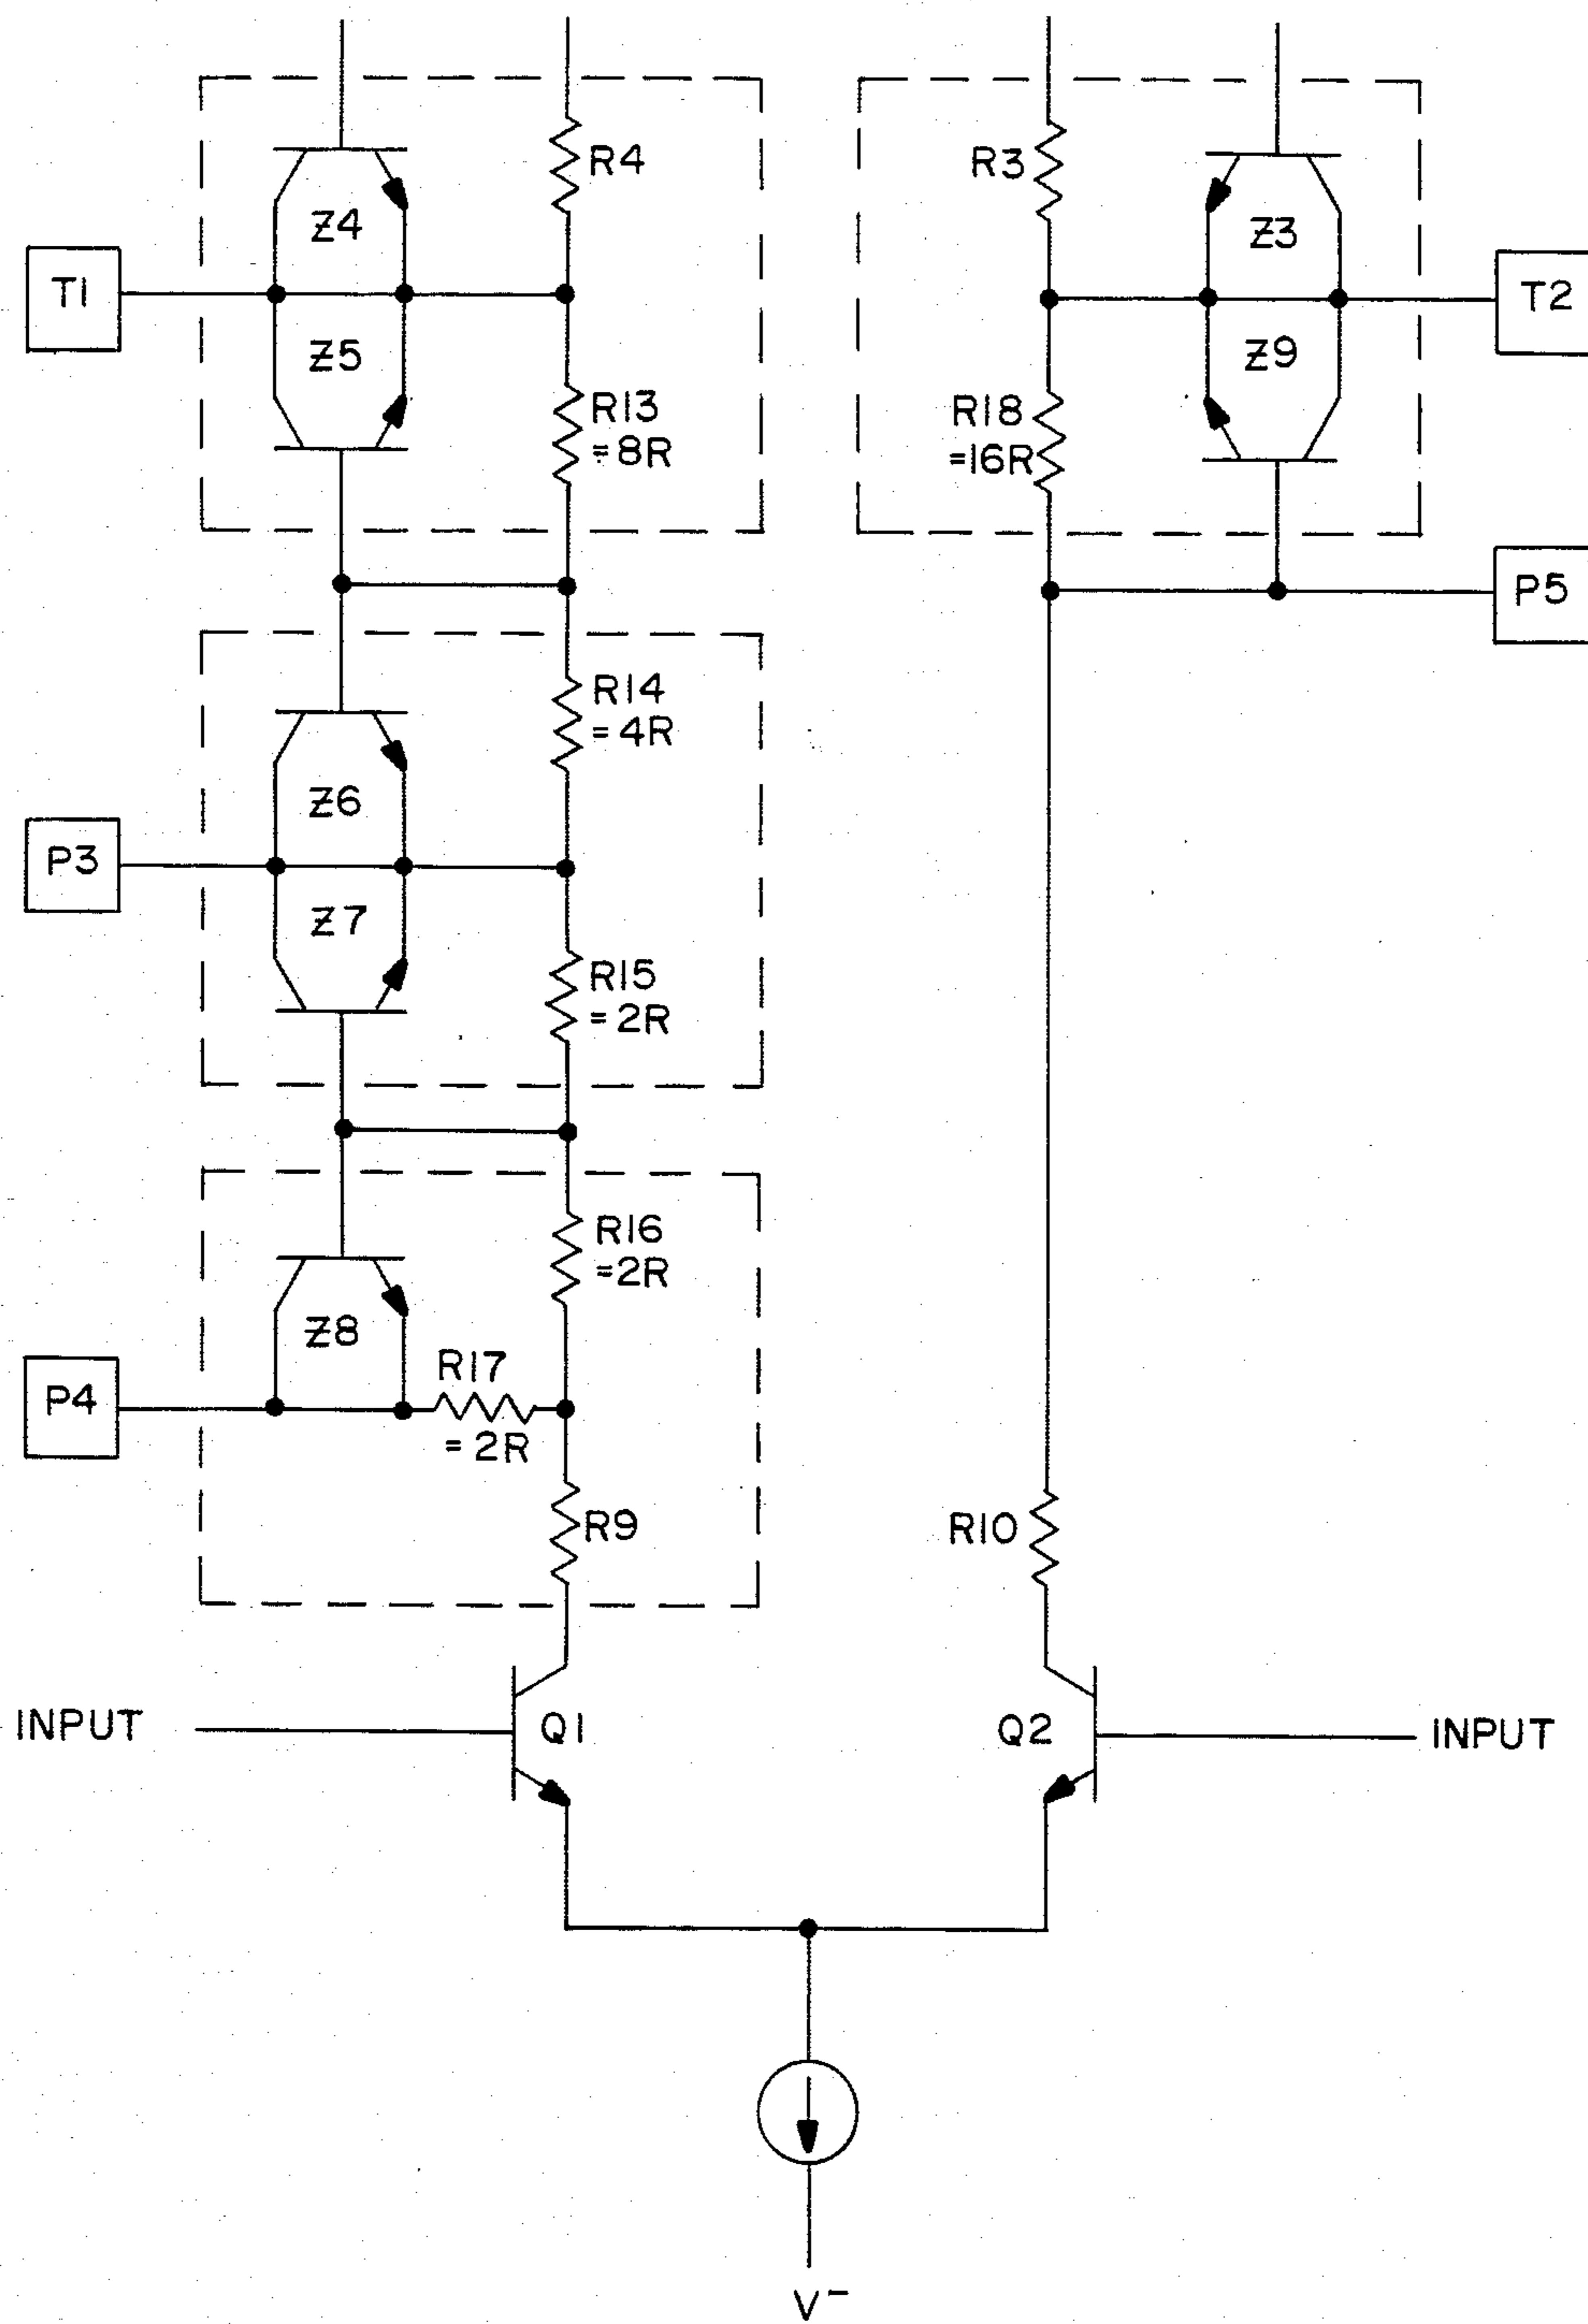 R4
R3
Z4
Z3
T1
T2
Z5
Z9
R13
=8R
R18
=16R
P5
R14
=4R
Z6
P3
Z7
R15
=2R
R16
=2R
Z8
R17
=2R
P4
R9
R10
INPUT
Q1
Q2
INPUT
V-